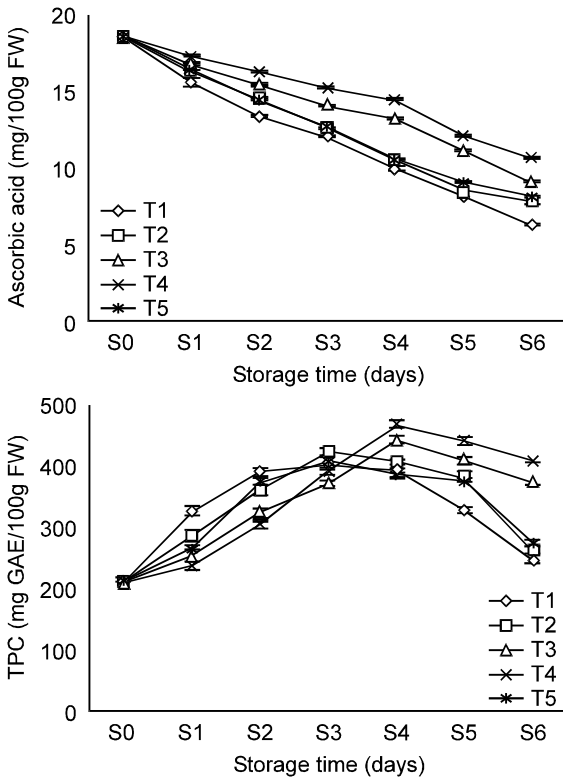 Ascorbic acid (mg/100g FW)
20
15
10
5
0
T1
T2
T3
T4
T5
S0 S1 S2 S3 S4 S5 S6
Storage time (days)
TPC (mg GAE/100g FW)
500
400
300
200
100
0
T1
T2
T3
T4
T5
S0 S1 S2 S3 S4 S5 S6
Storage time (days)